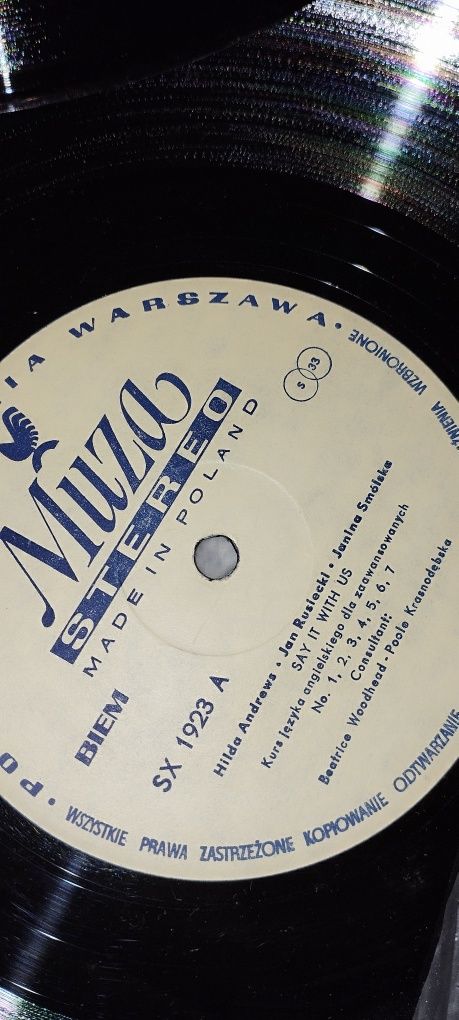 WARSZAWA •
Muza
STEREO
MADE IN POLAND
S 33
BIEM
SX 1923 A
Hilda Andrews • Jan Rusiecki • Janina Smólska
SAY IT WITH US
Kurs języka angielskiego dla zaawansowanych
No. 1, 2, 3, 4, 5, 6, 7
Consultant:
Beatrice Woodhead - Poole Krasnodębska
• WSZYSTKIE PRAWA ZASTRZEŻONE KOPIOWANIE ODTWARZANIE
WZBRONIONE